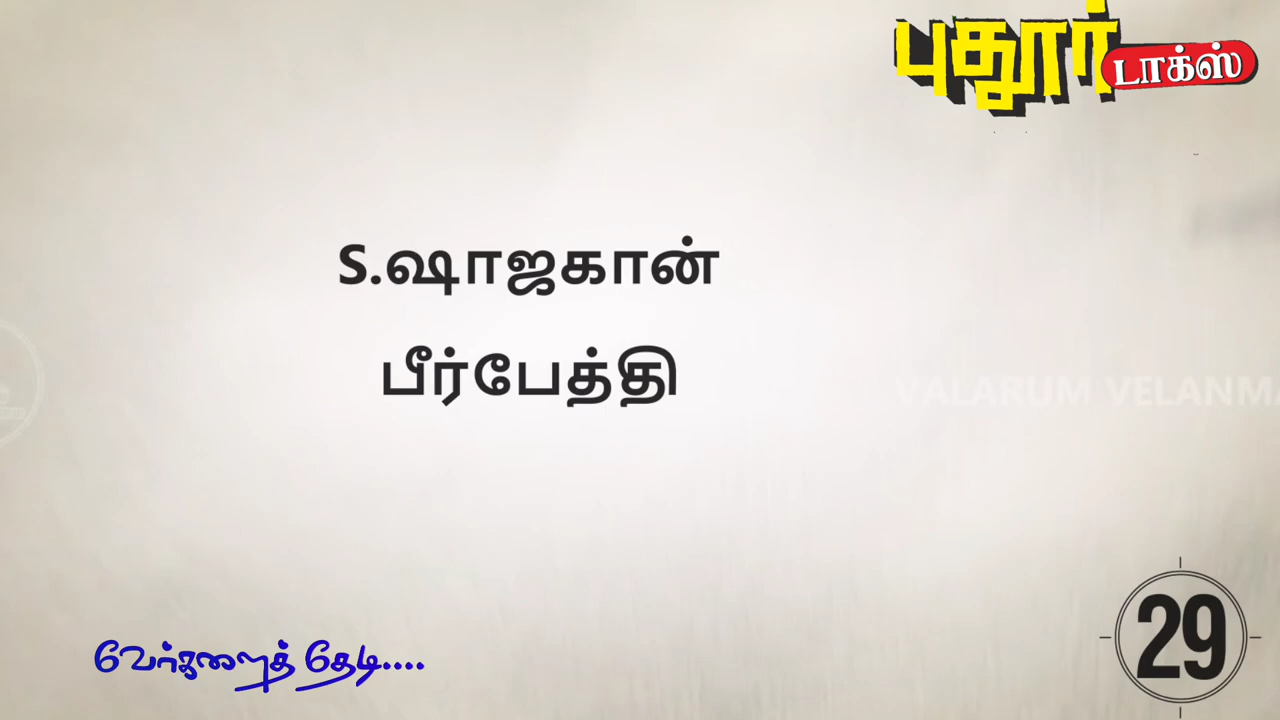 புதூர்
டாக்ஸ்
S.ஷாஜகான்
பீர்பேத்தி
VALARUM VELANMA
வேர்களைத் தேடி....
29